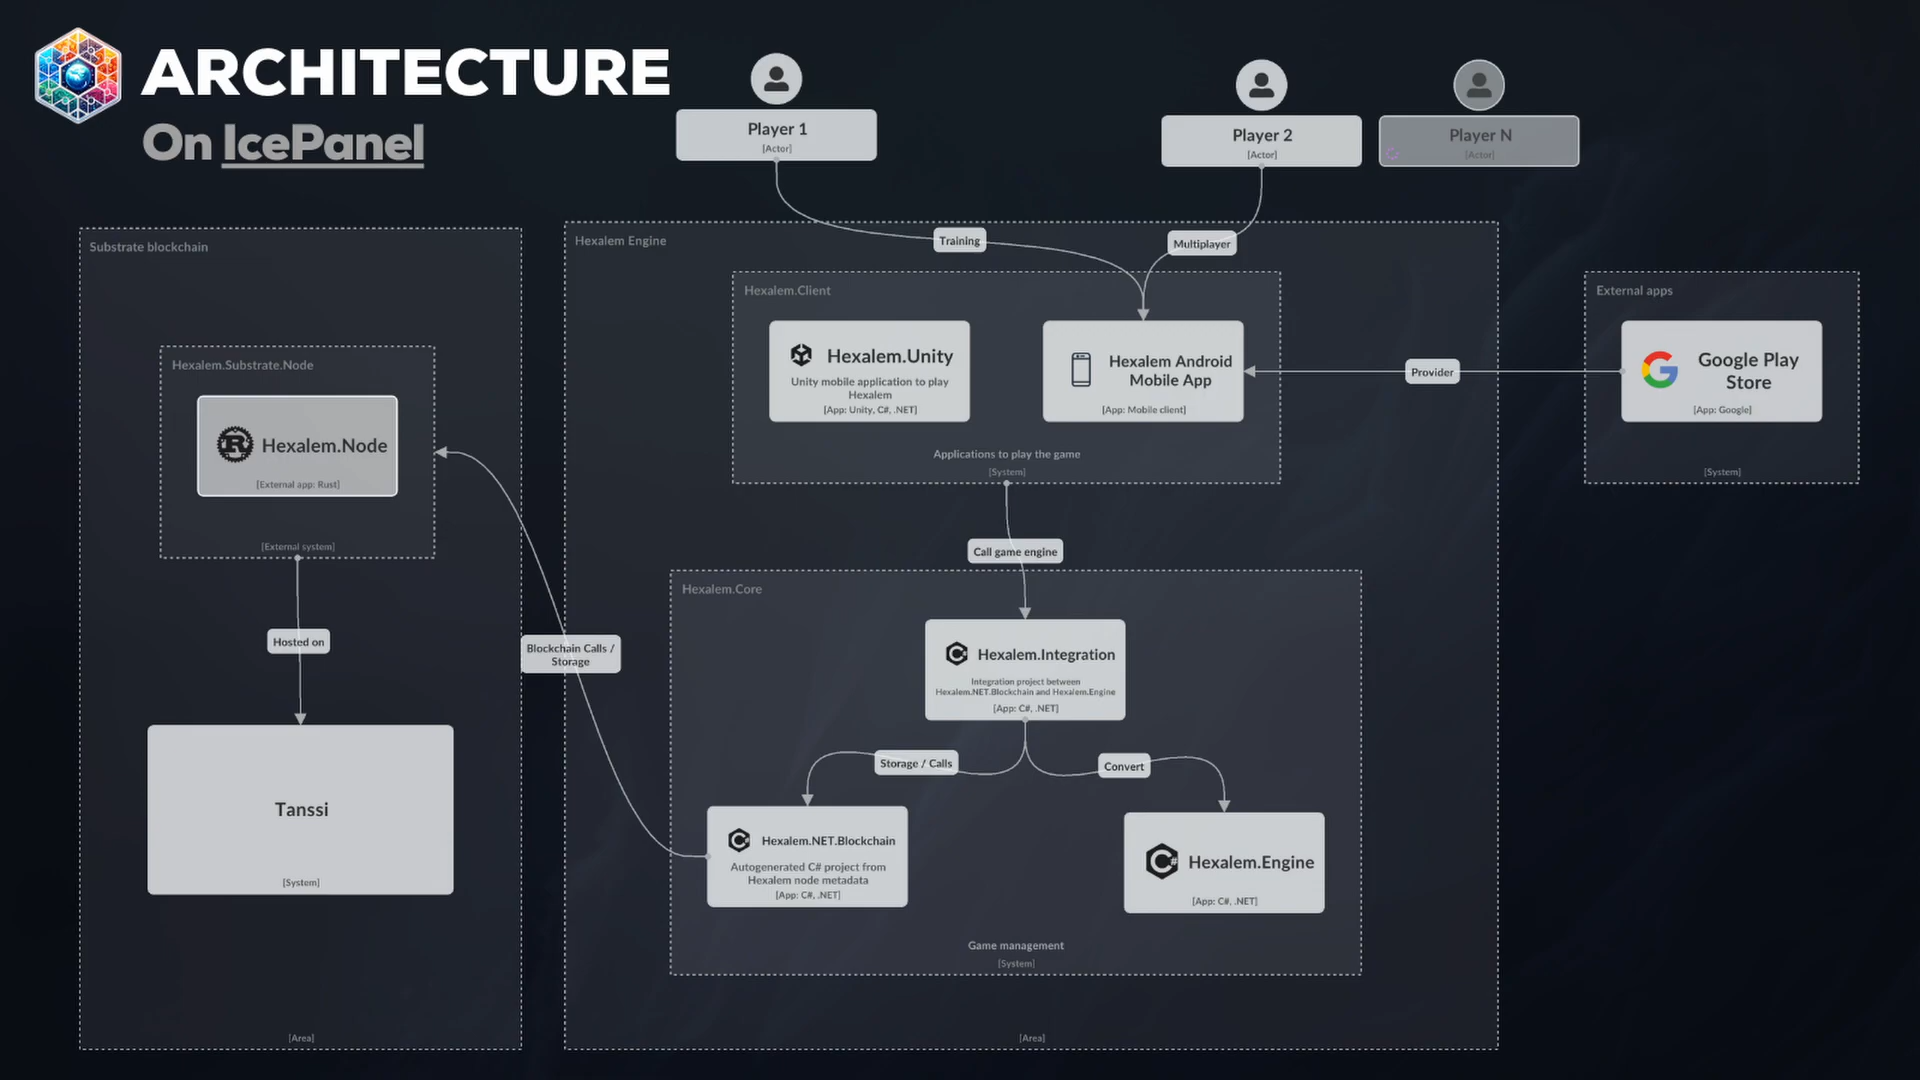 ARCHITECTURE
On IcePanel
Player 1
[Actor]
Player 2
[Actor]
Player N
[Actor]
Substrate blockchain
Hexalem.Substrate.Node
Hexalem.Node
[External app: Rust]
[External system]
Hosted on
Tanssi
[System]
[Area]
Blockchain Calls /
Storage
Hexalem Engine
Training
Multiplayer
Hexalem.Client
Hexalem.Unity
Unity mobile application to play
Hexalem
[App: Unity, C#, .NET]
Hexalem Android
Mobile App
[App: Mobile client]
Applications to play the game
[System]
Call game engine
Hexalem.Core
Hexalem.Integration
Integration project between
Hexalem.NET.Blockchain and Hexalem.Engine
[App: C#, .NET]
Storage / Calls
Convert
Hexalem.NET.Blockchain
Autogenerated C# project from
Hexalem node metadata
[App: C#, .NET]
Hexalem.Engine
[App: C#, .NET]
Game management
[System]
[Area]
Provider
External apps
Google Play
Store
[App: Google]
[System]